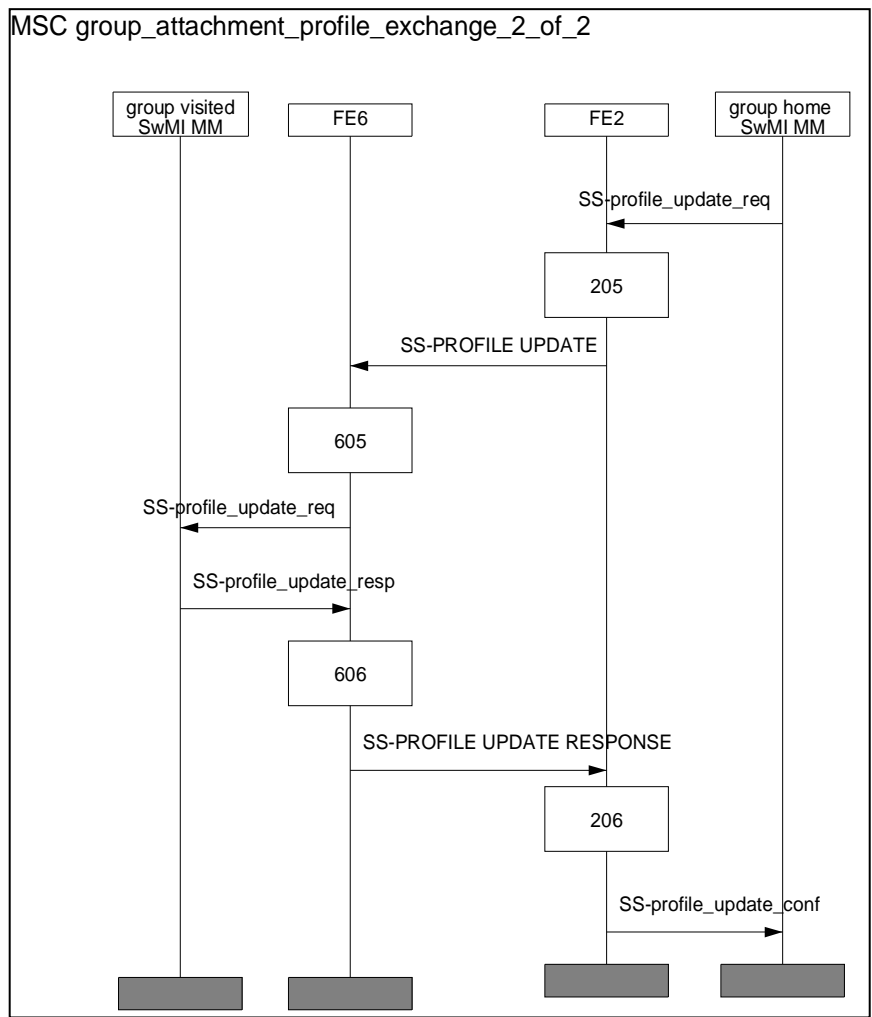 MSC group_attachment_profile_exchange_2_of_2
group visited
SwMI MM
FE6
FE2
group home
SwMI MM
SS-profile_update_req
205
SS-PROFILE UPDATE
605
SS-profile_update_req
SS-profile_update_resp
606
SS-PROFILE UPDATE RESPONSE
206
SS-profile_update_conf